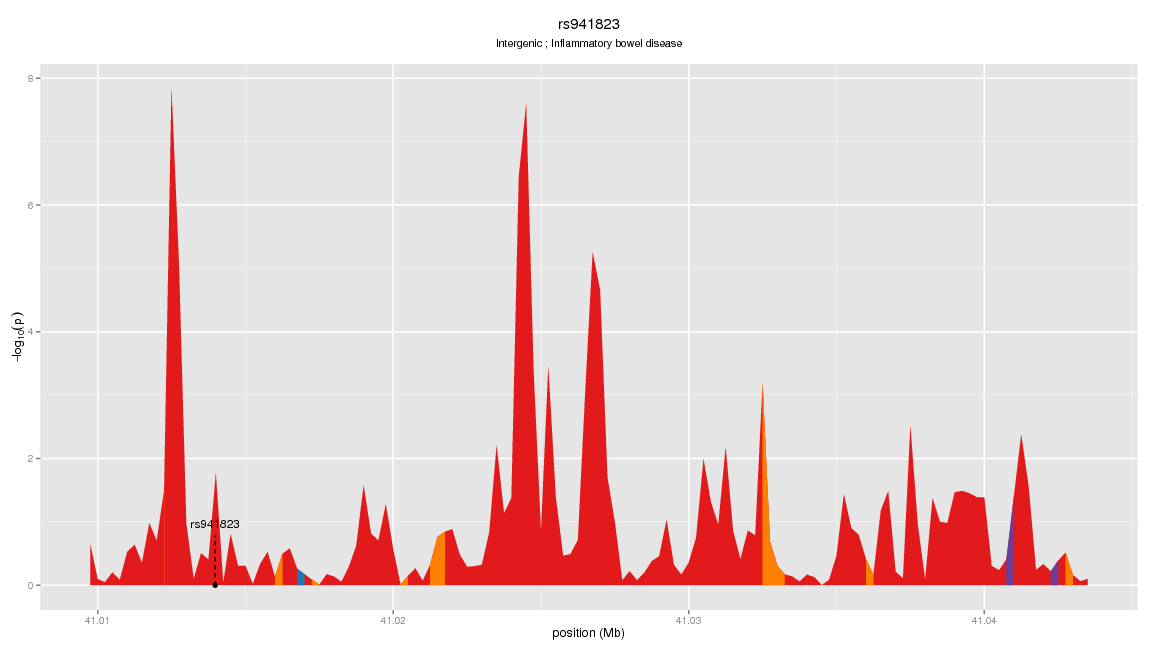 rs941823
Intergenic ; Inflammatory bowel disease
8
6
4
2
0
−log10(p)
rs941823
41.01 41.02 41.03 41.04
position (Mb)